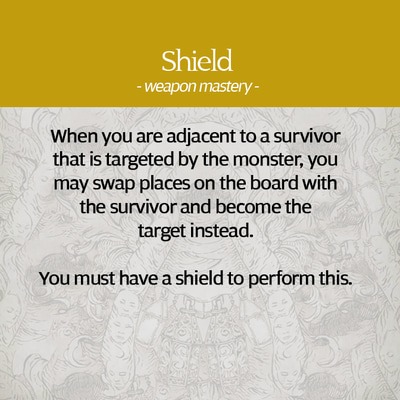 Shield
- weapon mastery -
When you are adjacent to a survivor
that is targeted by the monster, you
may swap places on the board with
the survivor and become the
target instead.
You must have a shield to perform this.